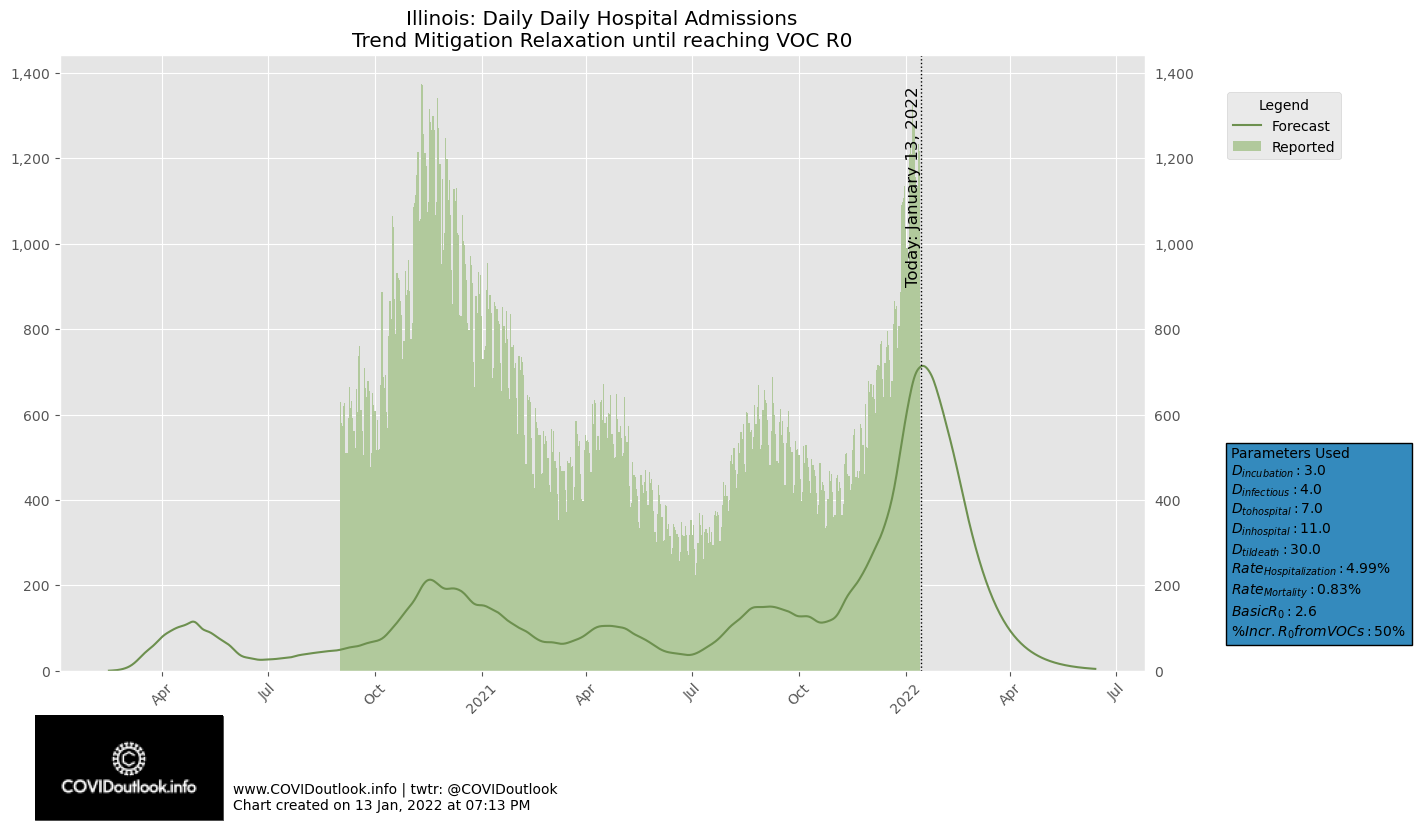 Illinois: Daily Daily Hospital Admissions
Trend Mitigation Relaxation until reaching VOC R0
1,400
1,200
1,000
800
600
400
200
0
1,400
1,200
1,000
800
600
400
200
0
Today: January 13, 2022
Apr
Jul
Oct
2021
Apr
Jul
Oct
2022
Apr
Jul
Legend
Forecast
Reported
Parameters Used
D_incubation : 3.0
D_infectious : 4.0
D_tohospital : 7.0
D_inhospital : 11.0
D_tildeath : 30.0
Rate_Hospitalization : 4.99%
Rate_Mortality : 0.83%
BasicR_0 : 2.6
%Incr.R_0fromVOCs : 50%
COVIDoutlook.info
www.COVIDoutlook.info | twtr: @COVIDoutlook
Chart created on 13 Jan, 2022 at 07:13 PM